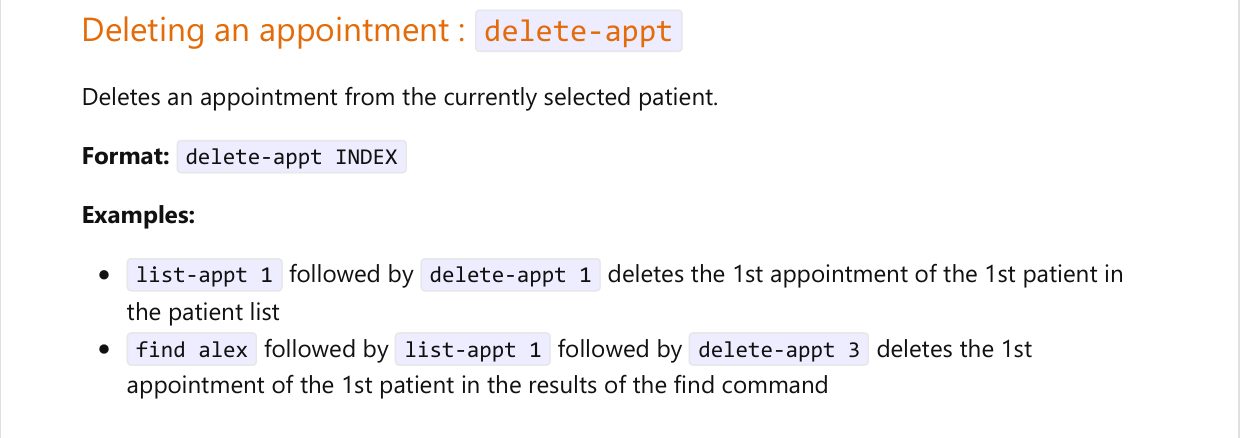 Deleting an appointment : delete-appt
Deletes an appointment from the currently selected patient.
Format: delete-appt INDEX
Examples:
• list-appt 1 followed by delete-appt 1 deletes the 1st appointment of the 1st patient in
the patient list
• find alex followed by list-appt 1 followed by delete-appt 3 deletes the 1st
appointment of the 1st patient in the results of the find command